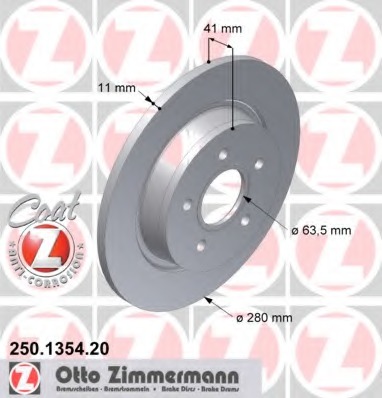 41 mm
11 mm
ø 63,5 mm
Coat
Z
ANTI-CORROSION
ø 280 mm
250.1354.20
Z
Otto Zimmermann
Bremsscheiben - Bremstrommeln • Brake Discs - Brake Drums